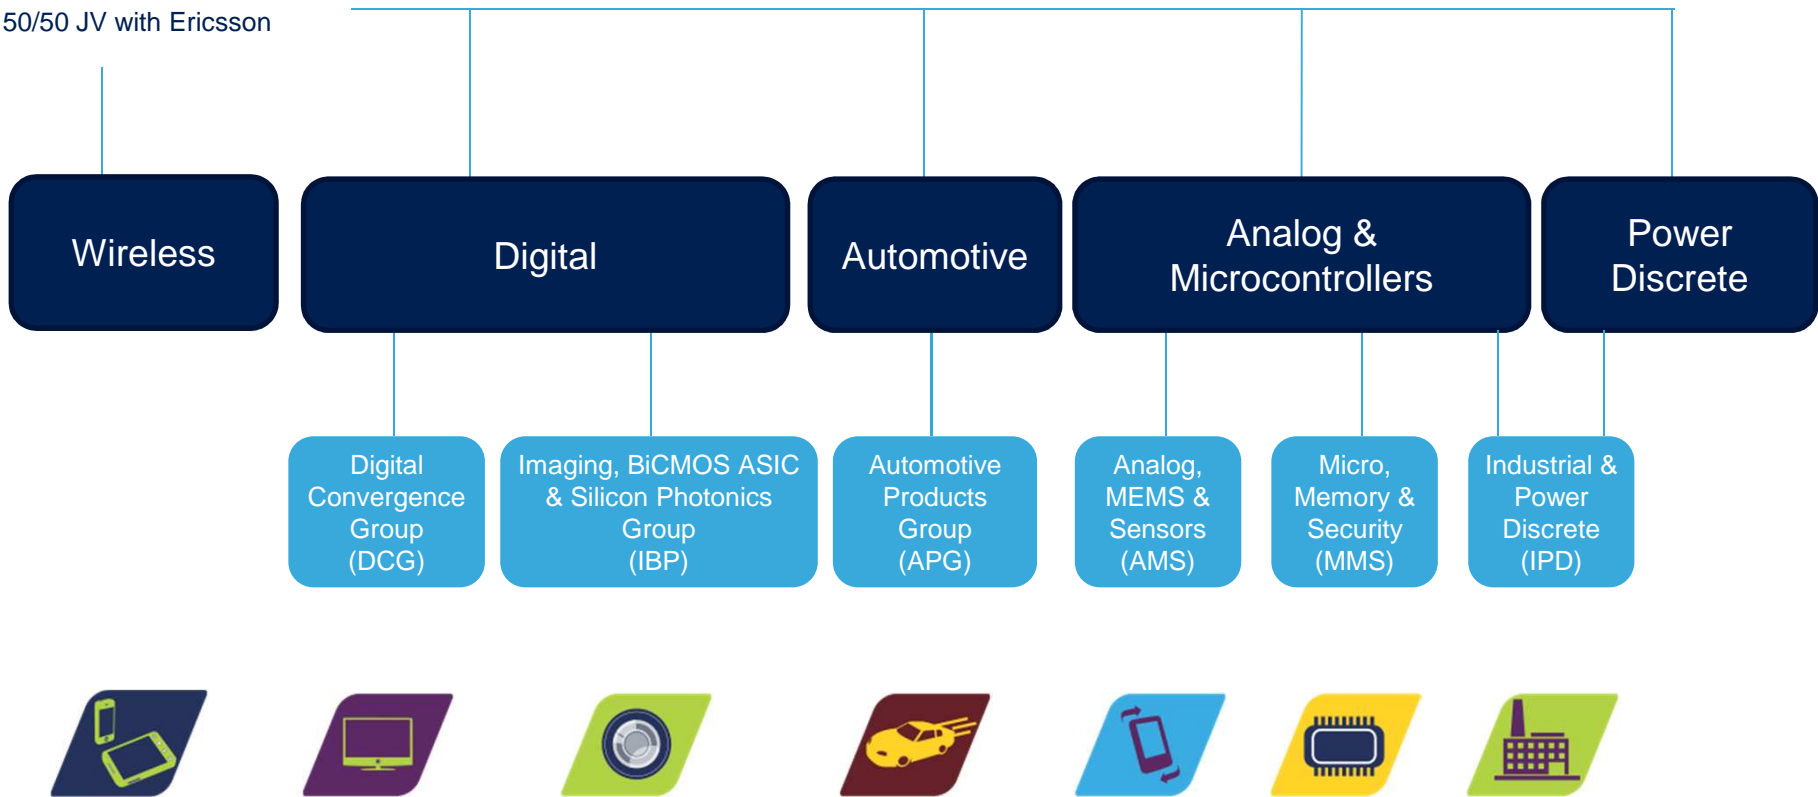 50/50 JV with Ericsson
Wireless
Digital
Automotive
Analog &
Microcontrollers
Power
Discrete
Digital
Convergence
Group
(DCG)
Imaging, BiCMOS ASIC
& Silicon Photonics
Group
(IBP)
Automotive
Products
Group
(APG)
Analog,
MEMS &
Sensors
(AMS)
Micro,
Memory &
Security
(MMS)
Industrial &
Power
Discrete
(IPD)